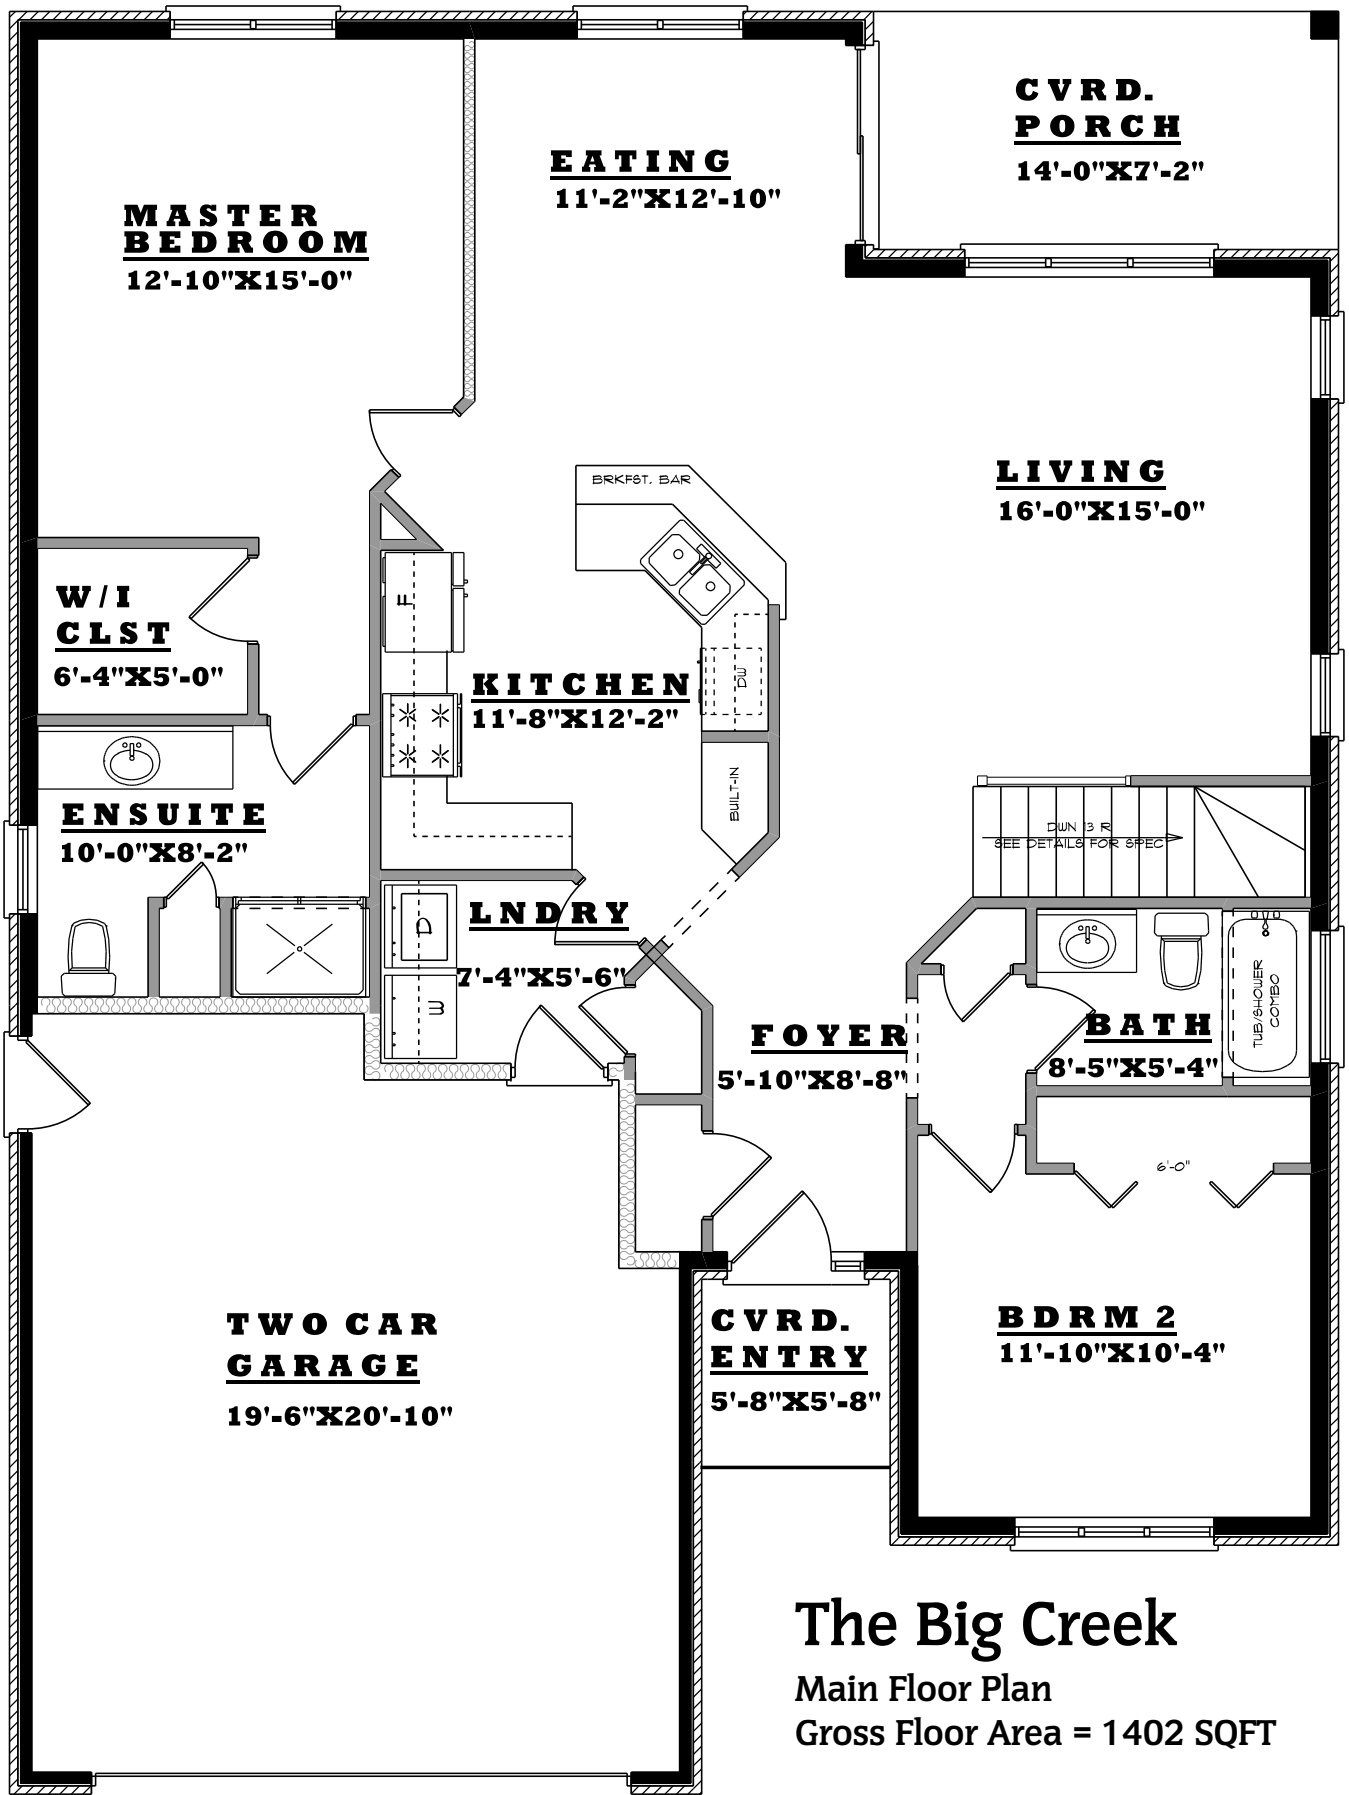 CVRD.
PORCH
14'-0"X7'-2"
EATING
11'-2"X12'-10"
MASTER
BEDROOM
12'-10"X15'-0"
BRKFST. BAR
LIVING
16'-0"X15'-0"
W/I
CLST
6'-4"X5'-0"
F
KITCHEN
11'-8"X12'-2"
DW
BUILT-IN
ENSUITE
10'-0"X8'-2"
DWN 13 R
SEE DETAILS FOR SPEC
D
LNDRY
7'-4"X5'-6"
W
FOYER
5'-10"X8'-8"
BATH
8'-5"X5'-4"
TUB/SHOWER
COMBO
6'-0"
TWO CAR
GARAGE
19'-6"X20'-10"
CVRD.
ENTRY
5'-8"X5'-8"
BDRM 2
11'-10"X10'-4"
The Big Creek
Main Floor Plan
Gross Floor Area = 1402 SQFT